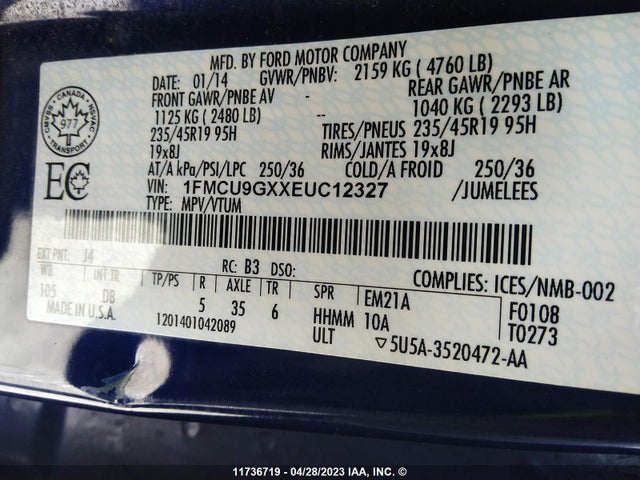 MFD. BY FORD MOTOR COMPANY
DATE: 01/14 GVWR/PNBV: 2159 KG ( 4760 LB)
FRONT GAWR/PNBE AV REAR GAWR/PNBE AR
1125 KG ( 2480 LB) -- 1040 KG ( 2293 LB)
235/45R19 95H TIRES/PNEUS 235/45R19 95H
19x8J RIMS/JANTES 19x8J
AT/A kPa/PSI/LPC 250/36 COLD/A FROID 250/36
VIN: 1FMCU9GXXEUC12327 /JUMELEES
TYPE: MPV/VTUM
CANADA
CMVSS
NSVAC
977
EC
EXT PNT: J4 RC: B3 DSO: COMPLIES: ICES/NMB-002
WB INT TR TP/PS R AXLE TR SPR EM21A F0108
105 DB 5 35 6 HHMM 10A T0273
MADE IN U.S.A. 1201401042089 ULT ▽5U5A-3520472-AA
11736719 - 04/28/2023 - IAA, INC. ©